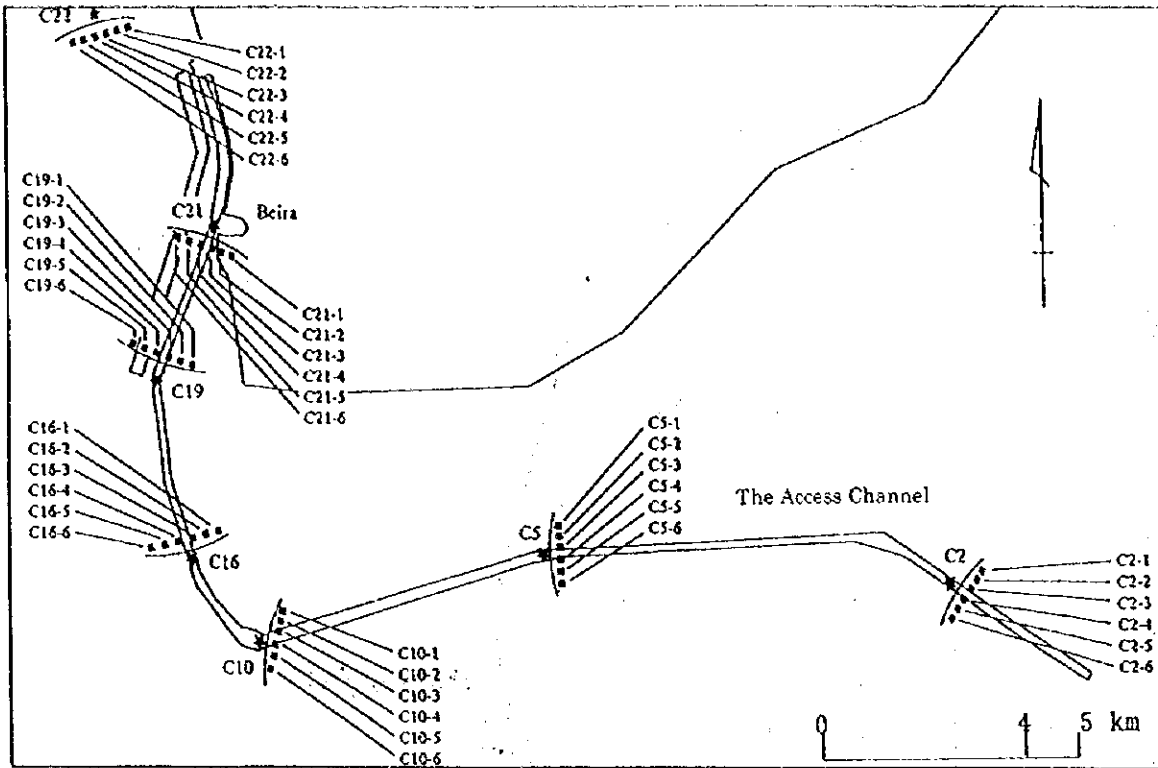 C22
C22-1
C22-2
C22-3
C22-4
C22-5
C22-6
C19-1
C19-2
C19-3
C19-4
C19-5
C19-6
C21
Beira
C21-1
C21-2
C21-3
C21-4
C21-5
C21-6
C19
C16-1
C16-2
C16-3
C16-4
C16-5
C16-6
C16
C5-1
C5-2
C5-3
C5-4
C5-5
C5-6
C5
The Access Channel
C2
C2-1
C2-2
C2-3
C2-4
C2-5
C2-6
C10
C10-1
C10-2
C10-3
C10-4
C10-5
C10-6
0 4 5 km